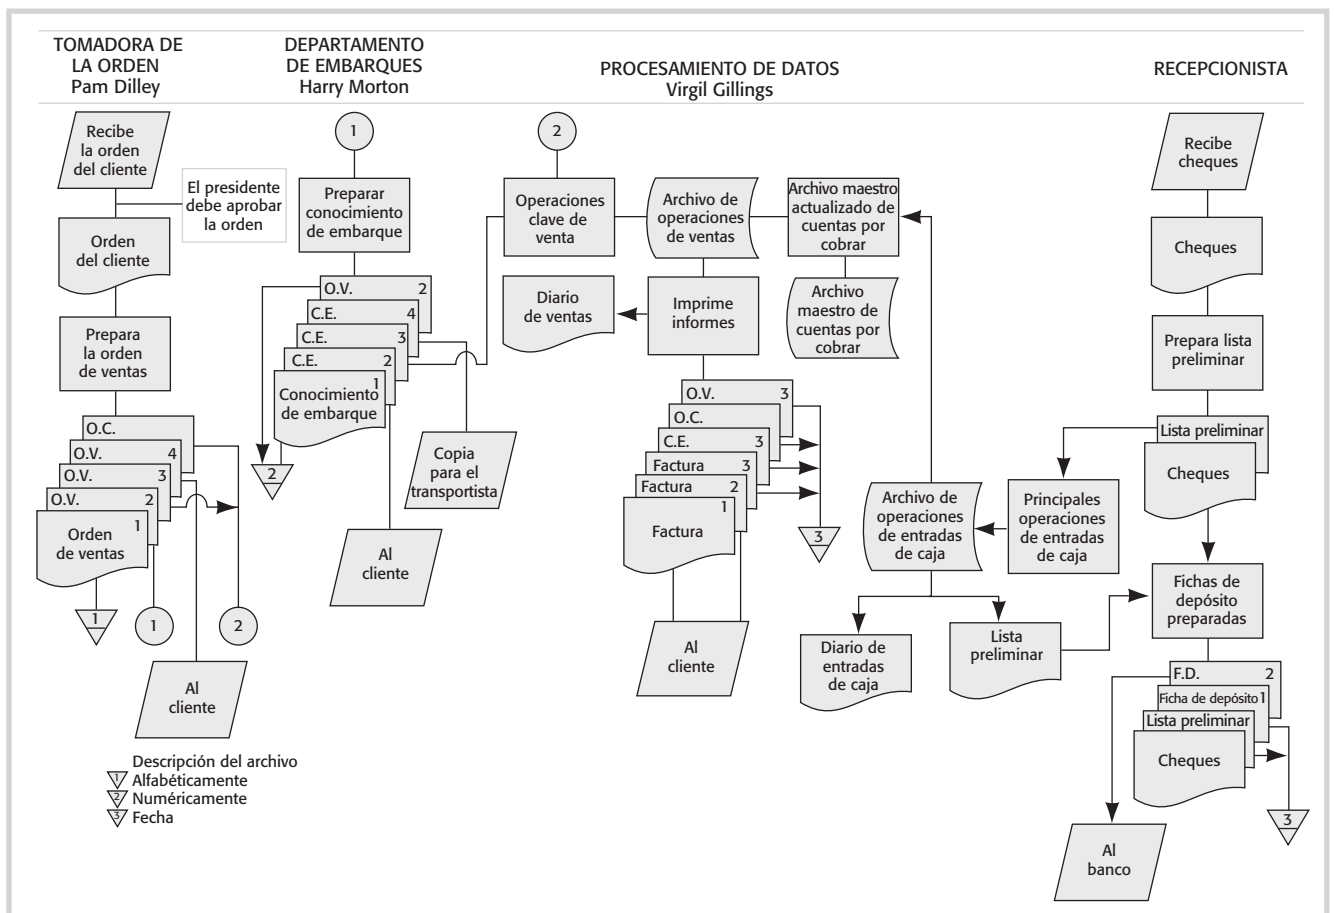 TOMADORA DE
LA ORDEN
Pam Dilley
DEPARTAMENTO
DE EMBARQUES
Harry Morton
PROCESAMIENTO DE DATOS
Virgil Gillings
RECEPCIONISTA
Recibe
la orden
del cliente
El presidente
debe aprobar
la orden
Orden
del cliente
Prepara
la orden
de ventas
O.C.
O.V. 4
O.V. 3
O.V. 2
1
Orden
de ventas
1
1
2
Al
cliente
Descripción del archivo
1 Alfabéticamente
2 Numéricamente
3 Fecha
1
Preparar
conocimiento
de embarque
O.V. 2
C.E. 4
C.E. 3
C.E. 2
1
Conocimiento
de embarque
2
Copia
para el
transportista
Al
cliente
2
Operaciones
clave de
venta
Archivo de
operaciones
de ventas
Archivo maestro
actualizado de
cuentas por
cobrar
Diario
de ventas
Imprime
informes
Archivo
maestro de
cuentas por
cobrar
O.V. 3
O.C.
C.E. 3
Factura 3
Factura 2
1
Factura
3
Al
cliente
Archivo de
operaciones
de entradas
de caja
Principales
operaciones
de entradas
de caja
Diario de
entradas
de caja
Lista
preliminar
Recibe
cheques
Cheques
Prepara lista
preliminar
Lista preliminar
Cheques
Fichas de
depósito
preparadas
F.D. 2
Ficha de depósito 1
Lista preliminar
Cheques
3
Al
banco